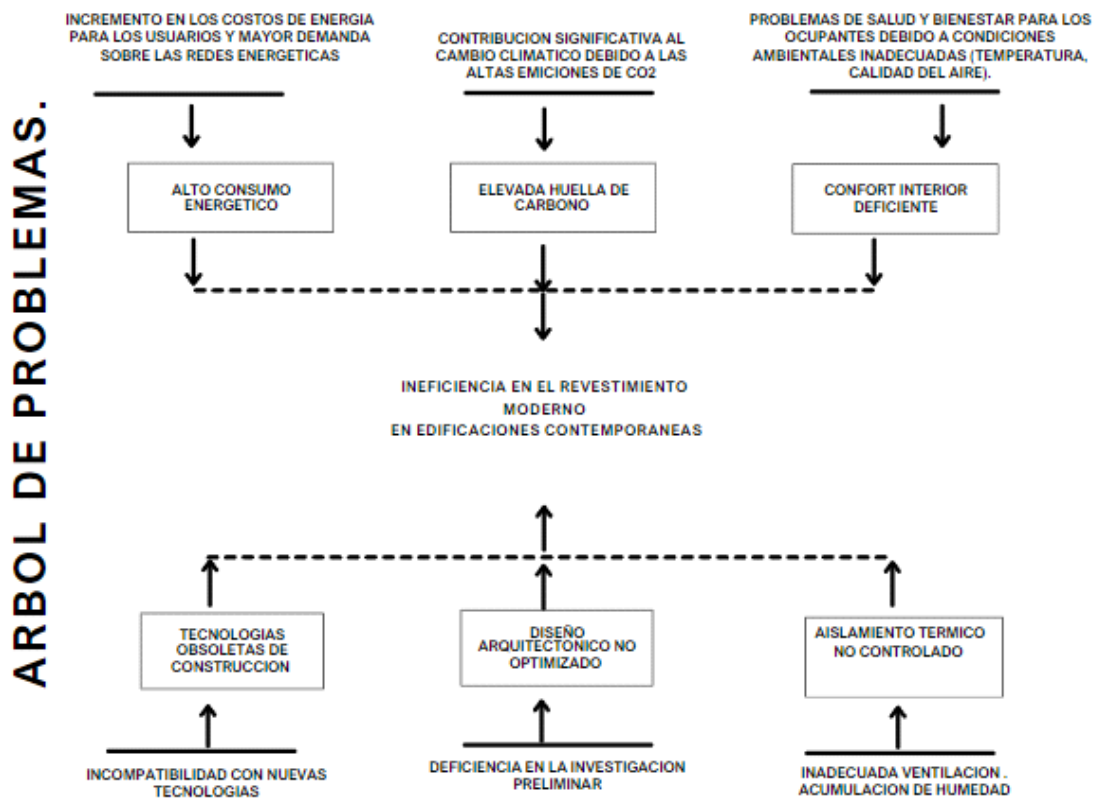 ARBOL DE PROBLEMAS.
INCREMENTO EN LOS COSTOS DE ENERGIA
PARA LOS USUARIOS Y MAYOR DEMANDA
SOBRE LAS REDES ENERGETICAS
CONTRIBUCION SIGNIFICATIVA AL
CAMBIO CLIMATICO DEBIDO A LAS
ALTAS EMICIONES DE CO2
PROBLEMAS DE SALUD Y BIENESTAR PARA LOS
OCUPANTES DEBIDO A CONDICIONES
AMBIENTALES INADECUADAS (TEMPERATURA,
CALIDAD DEL AIRE).
ALTO CONSUMO
ENERGETICO
ELEVADA HUELLA DE
CARBONO
CONFORT INTERIOR
DEFICIENTE
INEFICIENCIA EN EL REVESTIMIENTO
MODERNO
EN EDIFICACIONES CONTEMPORANEAS
TECNOLOGIAS
OBSOLETAS DE
CONSTRUCCION
DISEÑO
ARQUITECTONICO NO
OPTIMIZADO
AISLAMIENTO TERMICO
NO CONTROLADO
INCOMPATIBILIDAD CON NUEVAS
TECNOLOGIAS
DEFICIENCIA EN LA INVESTIGACION
PRELIMINAR
INADECUADA VENTILACION .
ACUMULACION DE HUMEDAD